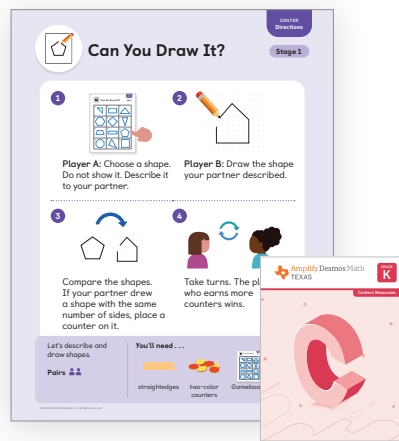 CENTER
Directions
Can You Draw It?
Stage 1
1
2
Player A: Choose a shape.
Do not show it. Describe it
to your partner.
Player B: Draw the shape
your partner described.
3
4
Compare the shapes.
If your partner drew
a shape with the same
number of sides, place a
counter on it.
Take turns. The pl
who earns more
counters wins.
Let's describe and
draw shapes.
Pairs
You'll need . . .
straightedges
two-color
counters
Gameboa
Amplify Desmos Math
TEXAS
GRADE
K
Centers Resources